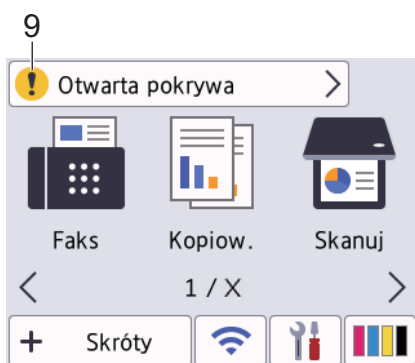 9
! Otwarta pokrywa
Faks Kopiow. Skanuj
1 / X
+ Skróty